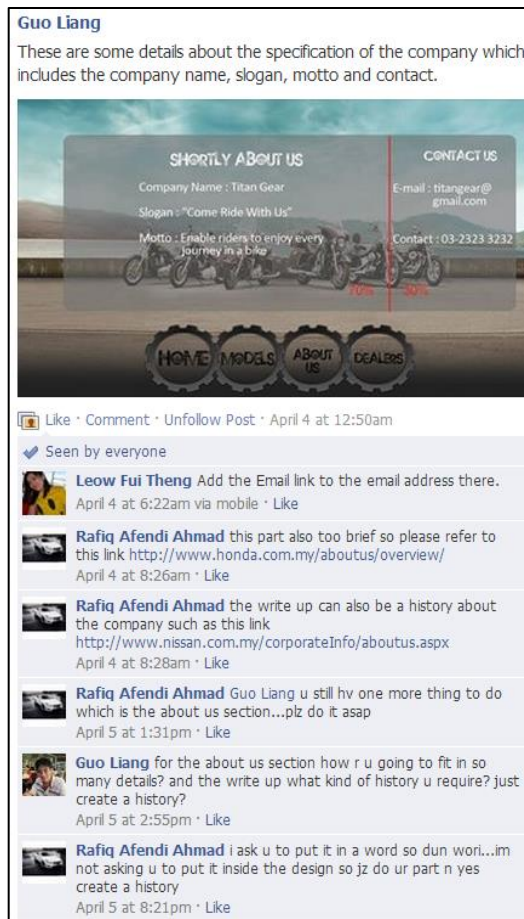 Guo Liang
These are some details about the specification of the company which
includes the company name, slogan, motto and contact.
SHORTLY ABOUT US
Company Name : Titan Gear
Slogan : "Come Ride With Us"
Motto : Enable riders to enjoy every
journey in a bike
CONTACT US
E-mail : titangear@
gmail.com
Contact : 03-2323 3232
70% 30%
HOME MODELS ABOUT US DEALERS
Like · Comment · Unfollow Post · April 4 at 12:50am
Seen by everyone
Leow Fui Theng Add the Email link to the email address there.
April 4 at 6:22am via mobile · Like
Rafiq Afendi Ahmad this part also too brief so please refer to
this link http://www.honda.com.my/aboutus/overview/
April 4 at 8:26am · Like
Rafiq Afendi Ahmad the write up can also be a history about
the company such as this link
http://www.nissan.com.my/corporateInfo/aboutus.aspx
April 4 at 8:28am · Like
Rafiq Afendi Ahmad Guo Liang u still hv one more thing to do
which is the about us section...plz do it asap
April 5 at 1:31pm · Like
Guo Liang for the about us section how r u going to fit in so
many details? and the write up what kind of history u require? just
create a history?
April 5 at 2:55pm · Like
Rafiq Afendi Ahmad i ask u to put it in a word so dun wori...im
not asking u to put it inside the design so jz do ur part n yes
create a history
April 5 at 8:21pm · Like